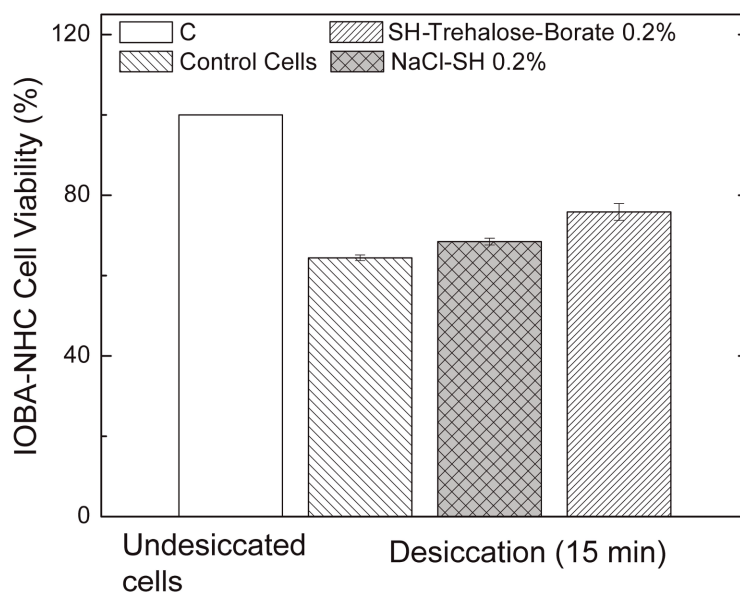 120
80
40
0
IOBA-NHC Cell Viability (%)
C
SH-Trehalose-Borate 0.2%
Control Cells
NaCl-SH 0.2%
Undesiccated
cells
Desiccation (15 min)